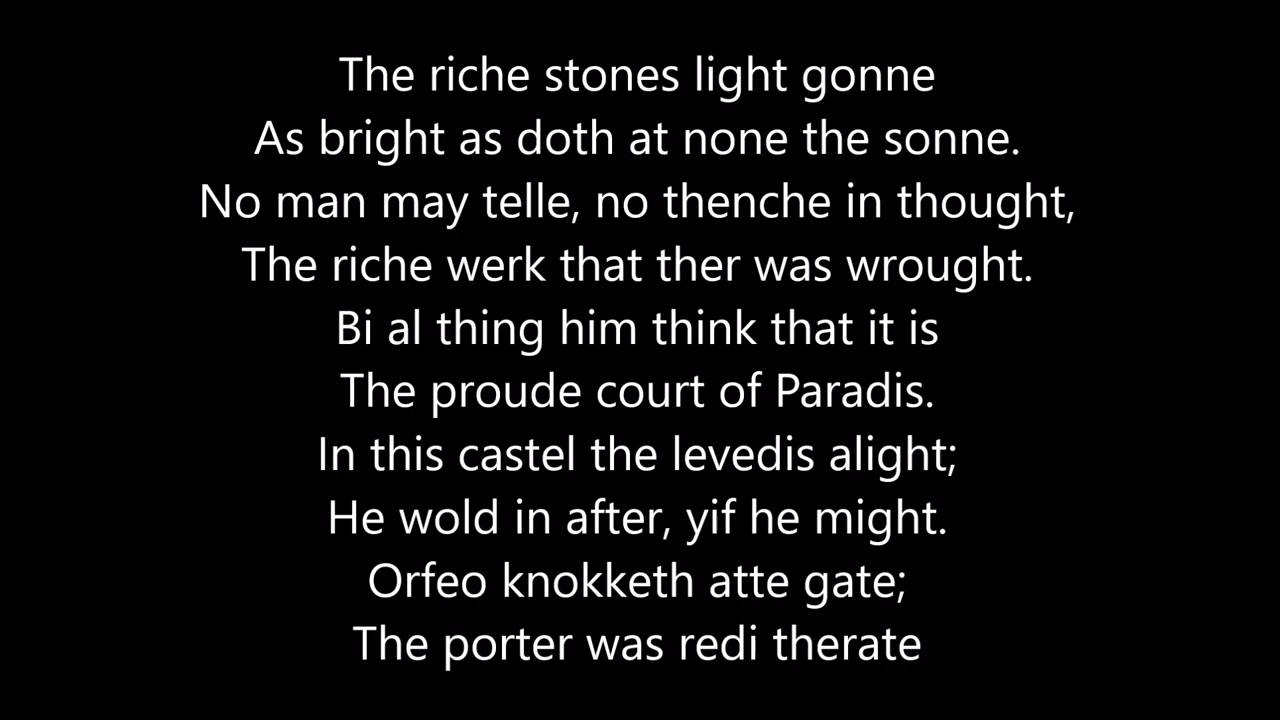 The riche stones light gonne
As bright as doth at none the sonne.
No man may telle, no thenche in thought,
The riche werk that ther was wrought.
Bi al thing him think that it is
The proude court of Paradis.
In this castel the levedis alight;
He wold in after, yif he might.
Orfeo knokketh atte gate;
The porter was redi therate